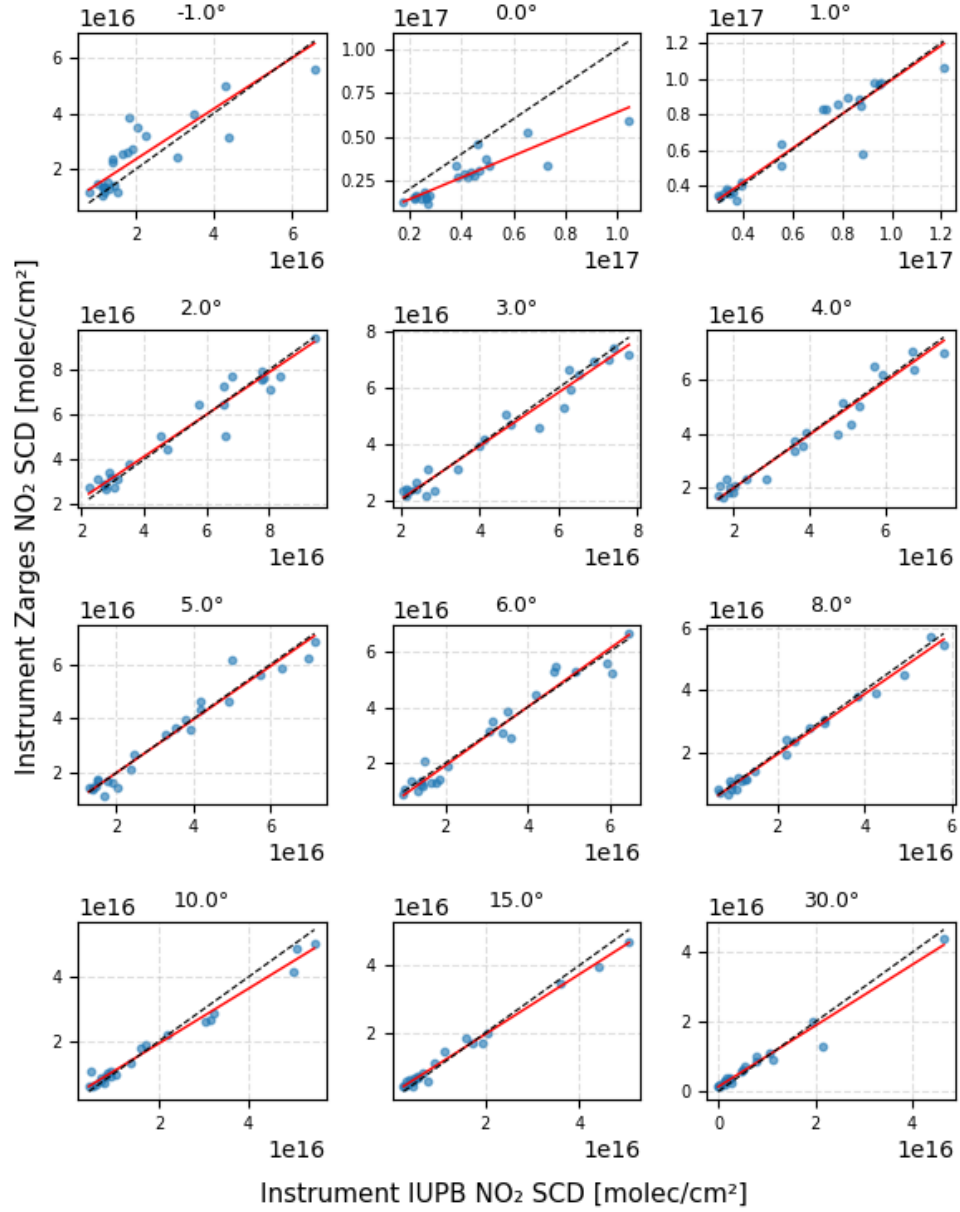 1e16 -1.0°
6
4
2
2 4 6
1e16
1e17 0.0°
1.00
0.75
0.50
0.25
0.2 0.4 0.6 0.8 1.0
1e17
1e17 1.0°
1.2
1.0
0.8
0.6
0.4
0.4 0.6 0.8 1.0 1.2
1e17
1e16 2.0°
8
6
4
2
2 4 6 8
1e16
1e16 3.0°
8
6
4
2
2 3 4 5 6 7 8
1e16
1e16 4.0°
6
4
2
2 4 6
1e16
1e16 5.0°
6
4
2
2 4 6
1e16
1e16 6.0°
6
4
2
2 4 6
1e16
1e16 8.0°
6
4
2
2 4 6
1e16
1e16 10.0°
4
2
2 4
1e16
1e16 15.0°
4
2
2 4
1e16
1e16 30.0°
4
2
0
0 2 4
1e16
Instrument Zarges NO₂ SCD [molec/cm²]
Instrument IUPB NO₂ SCD [molec/cm²]